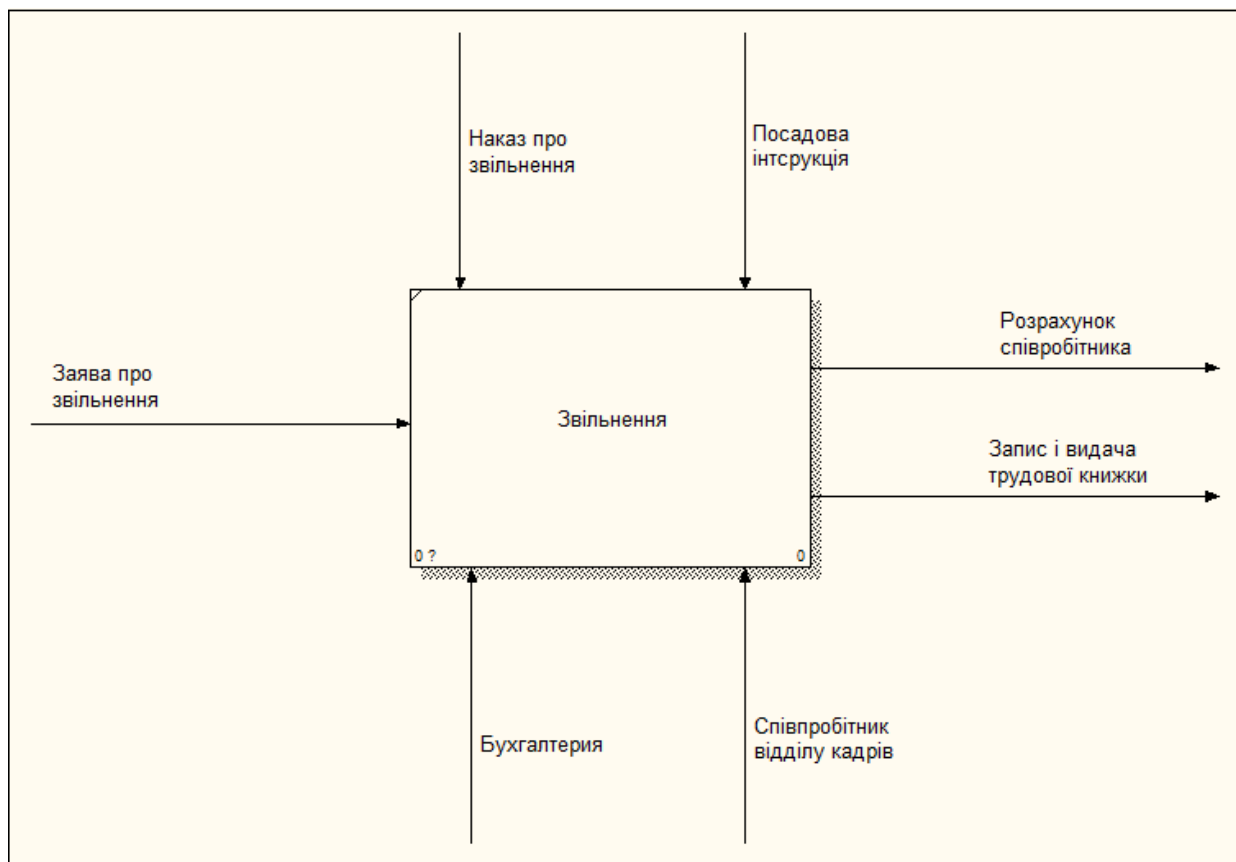 Наказ про
звільнення
Посадова
інтсрукція
Розрахунок
співробітника
Заява про
звільнення
Звільнення
Запис і видача
трудової книжки
0 ?
0
Бухгалтерия
Співпробітник
відділу кадрів